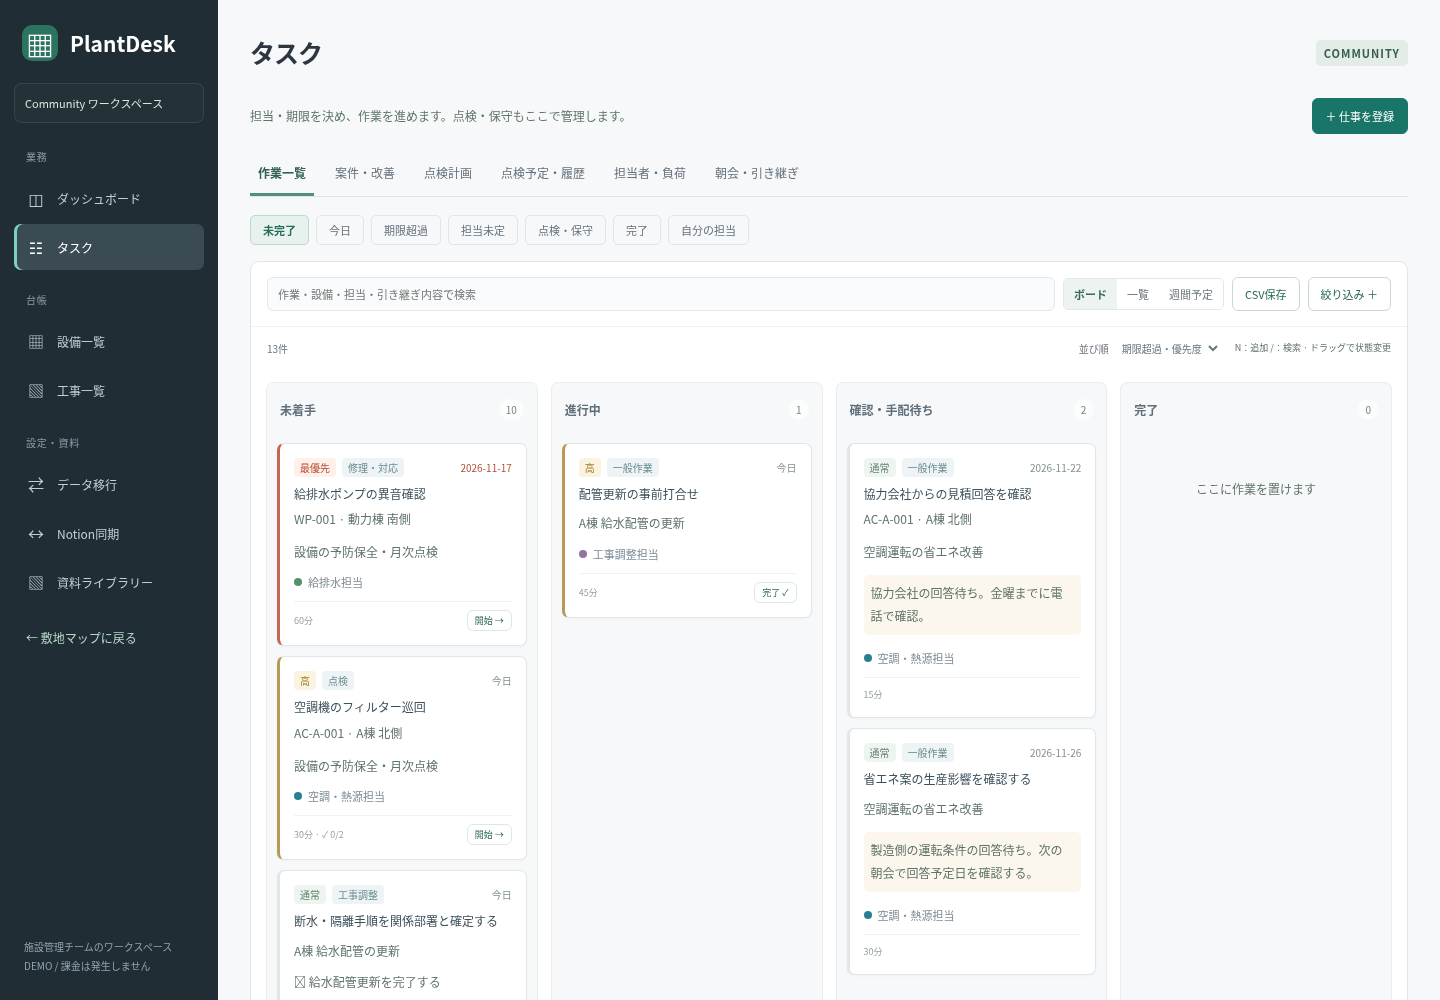 PlantDesk
Community ワークスペース
業務
ダッシュボード
タスク
台帳
設備一覧
工事一覧
設定・資料
データ移行
Notion同期
資料ライブラリー
← 敷地マップに戻る
施設管理チームのワークスペース
DEMO / 課金は発生しません
タスク
COMMUNITY
担当・期限を決め、作業を進めます。点検・保守もここで管理します。
＋ 仕事を登録
作業一覧 案件・改善 点検計画 点検予定・履歴 担当者・負荷 朝会・引き継ぎ
未完了 今日 期限超過 担当未定 点検・保守 完了 自分の担当
作業・設備・担当・引き継ぎ内容で検索
ボード 一覧 週間予定 CSV保存 絞り込み ＋
13件
並び順 期限超過・優先度 N：追加 /：検索・ドラッグで状態変更
未着手 10
最優先 修理・対応 2026-11-17
給排水ポンプの異音確認
WP-001 · 動力棟 南側
設備の予防保全・月次点検
給排水担当
60分 開始 →
高 点検 今日
空調機のフィルター巡回
AC-A-001 · A棟 北側
設備の予防保全・月次点検
空調・熱源担当
30分 · ✓ 0/2 開始 →
通常 工事調整 今日
断水・隔離手順を関係部署と確定する
A棟 給水配管の更新
給水配管更新を完了する
進行中 1
高 一般作業 今日
配管更新の事前打合せ
A棟 給水配管の更新
工事調整担当
45分 完了 ✓
確認・手配待ち 2
通常 一般作業 2026-11-22
協力会社からの見積回答を確認
AC-A-001 · A棟 北側
空調運転の省エネ改善
協力会社の回答待ち。金曜までに電
話で確認。
空調・熱源担当
15分
通常 一般作業 2026-11-26
省エネ案の生産影響を確認する
空調運転の省エネ改善
製造側の運転条件の回答待ち。次の
朝会で回答予定日を確認する。
空調・熱源担当
30分
完了 0
ここに作業を置けます